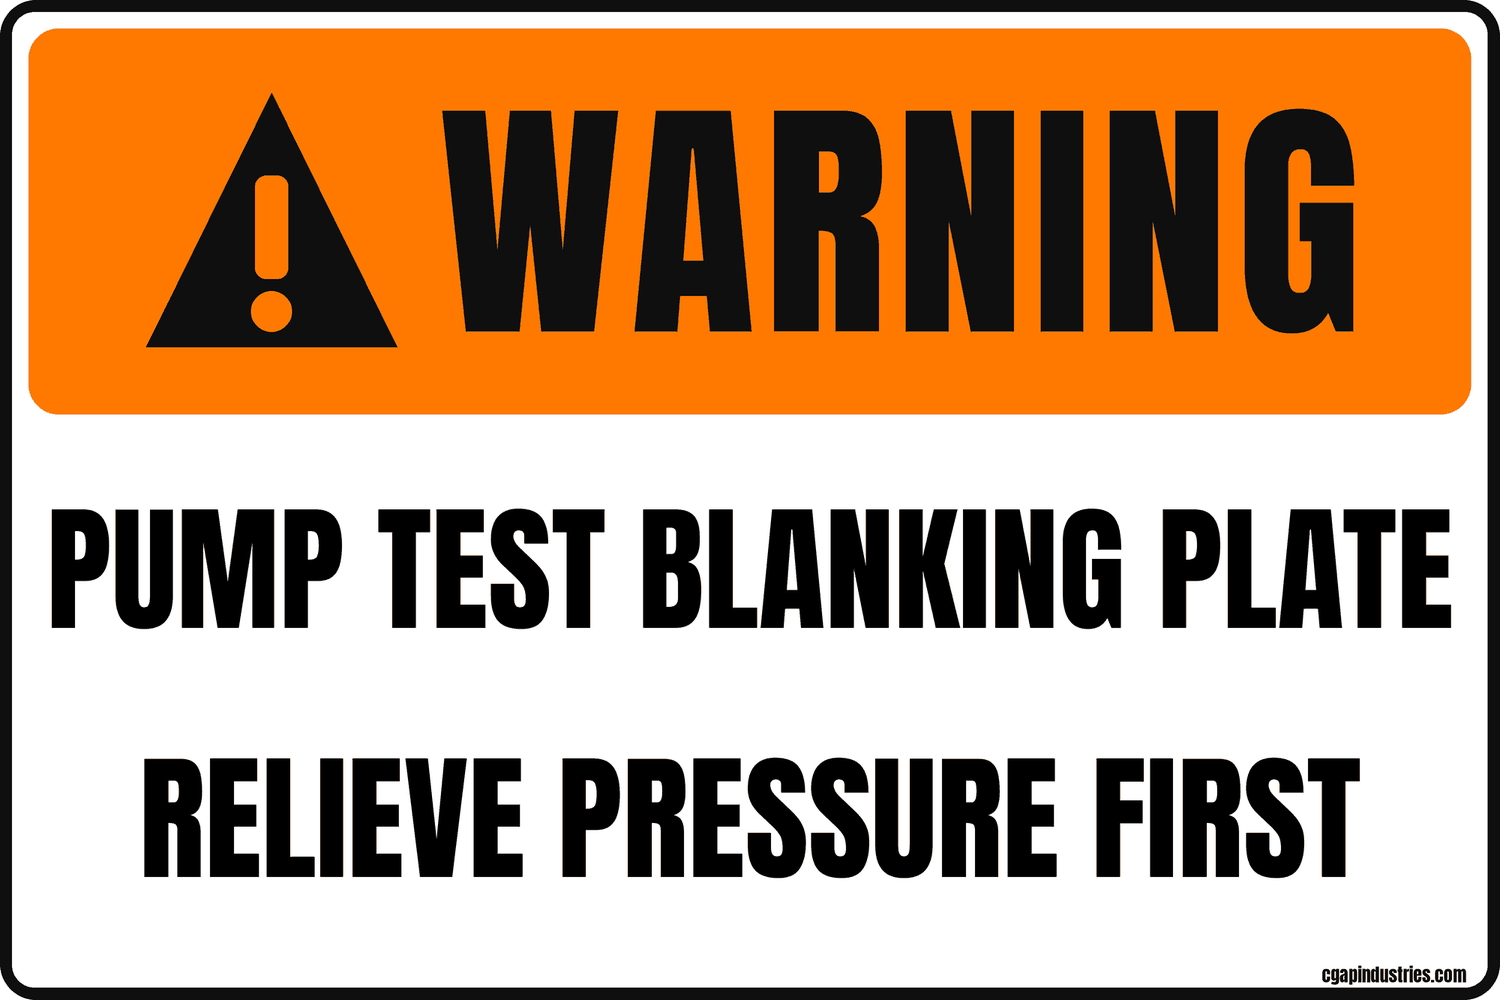 WARNING
PUMP TEST BLANKING PLATE
RELIEVE PRESSURE FIRST
cgapindustries.com